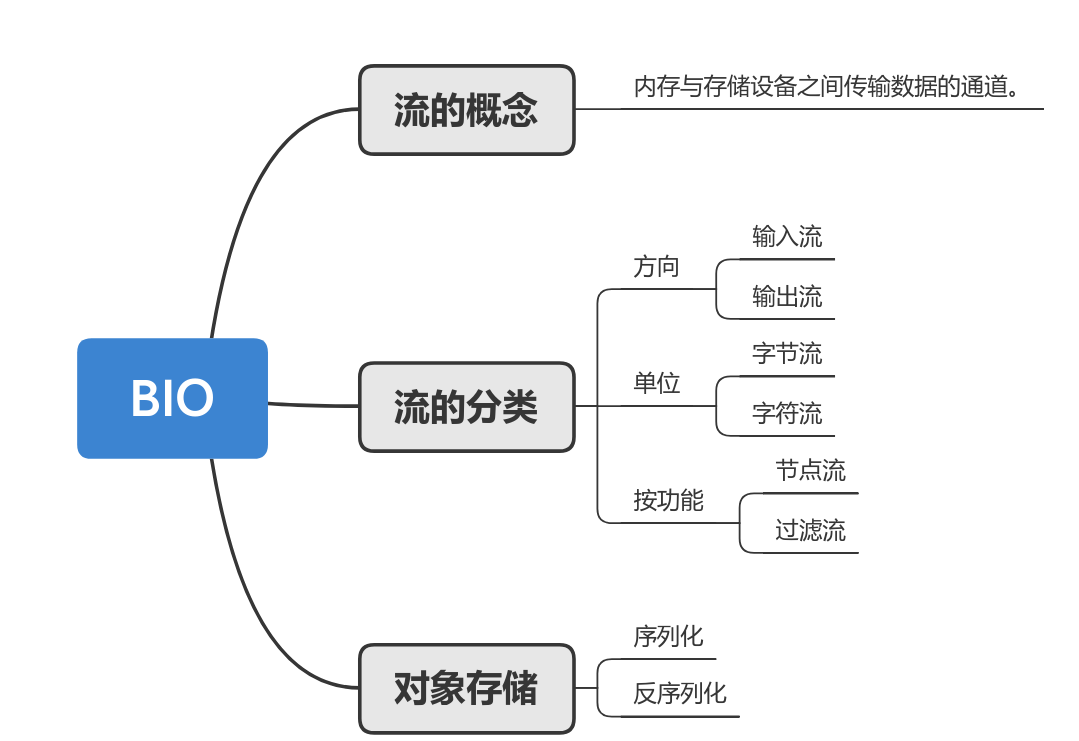 BIO
流的概念
内存与存储设备之间传输数据的通道。
流的分类
方向
输入流
输出流
单位
字节流
字符流
按功能
节点流
过滤流
对象存储
序列化
反序列化